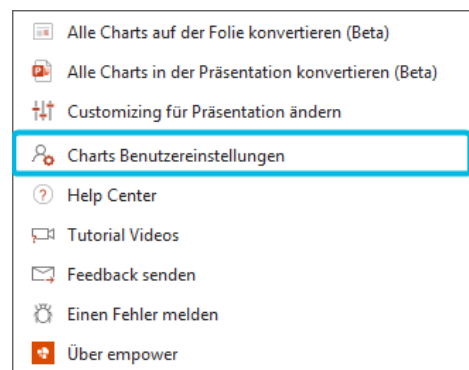 Alle Charts auf der Folie konvertieren (Beta)
Alle Charts in der Präsentation konvertieren (Beta)
Customizing für Präsentation ändern
Charts Benutzereinstellungen
Help Center
Tutorial Videos
Feedback senden
Einen Fehler melden
Über empower